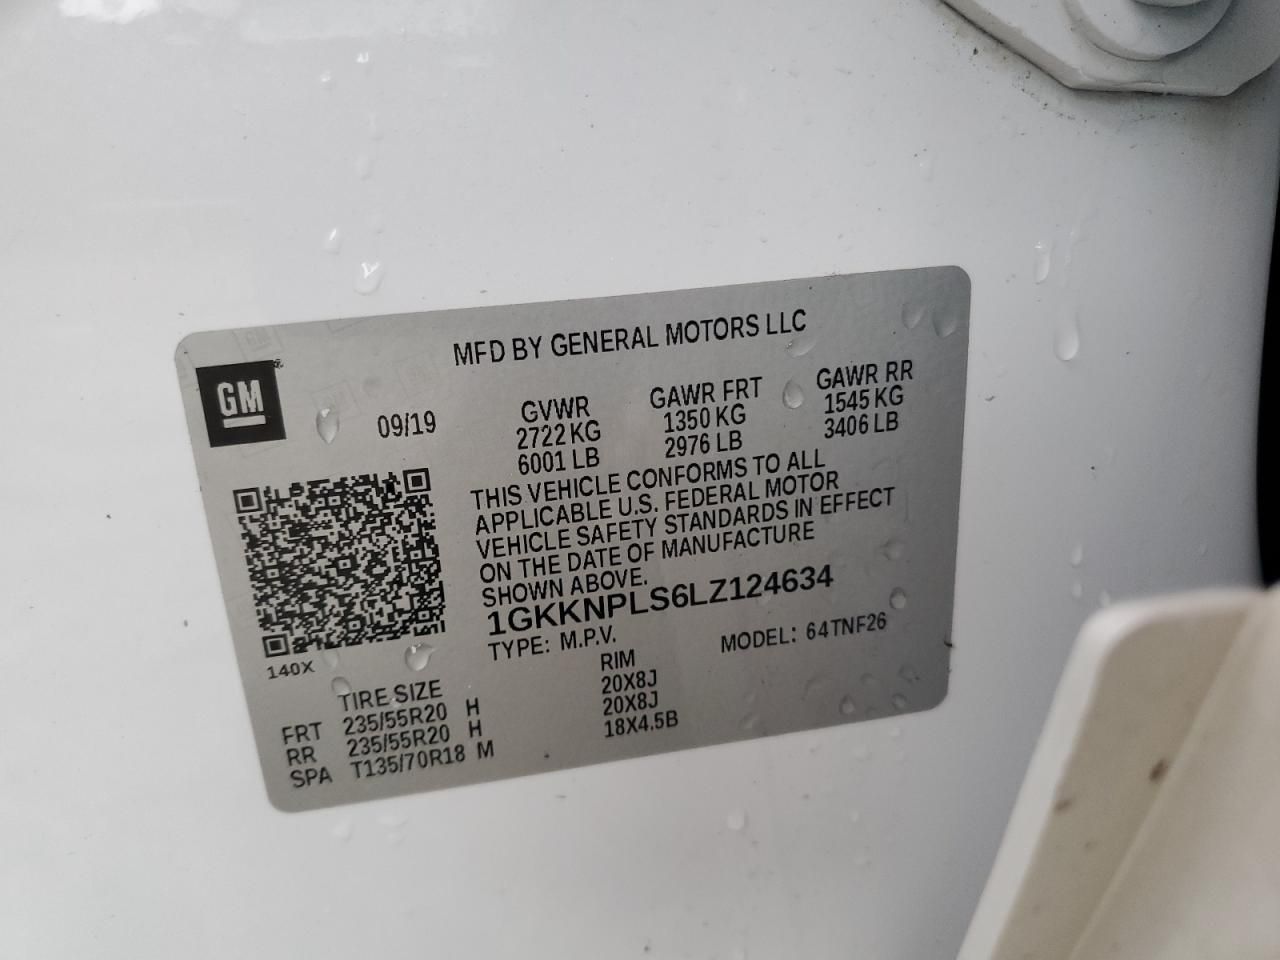 MFD BY GENERAL MOTORS LLC
GM
09/19
GVWR GAWR FRT GAWR RR
2722 KG 1350 KG 1545 KG
6001 LB 2976 LB 3406 LB
THIS VEHICLE CONFORMS TO ALL
APPLICABLE U.S. FEDERAL MOTOR
VEHICLE SAFETY STANDARDS IN EFFECT
ON THE DATE OF MANUFACTURE
SHOWN ABOVE.
1GKKNPLS6LZ124634
TYPE: M.P.V. MODEL: 64TNF26
140X
TIRE SIZE RIM
FRT 235/55R20 H 20X8J
RR 235/55R20 H 20X8J
SPA T135/70R18 M 18X4.5B